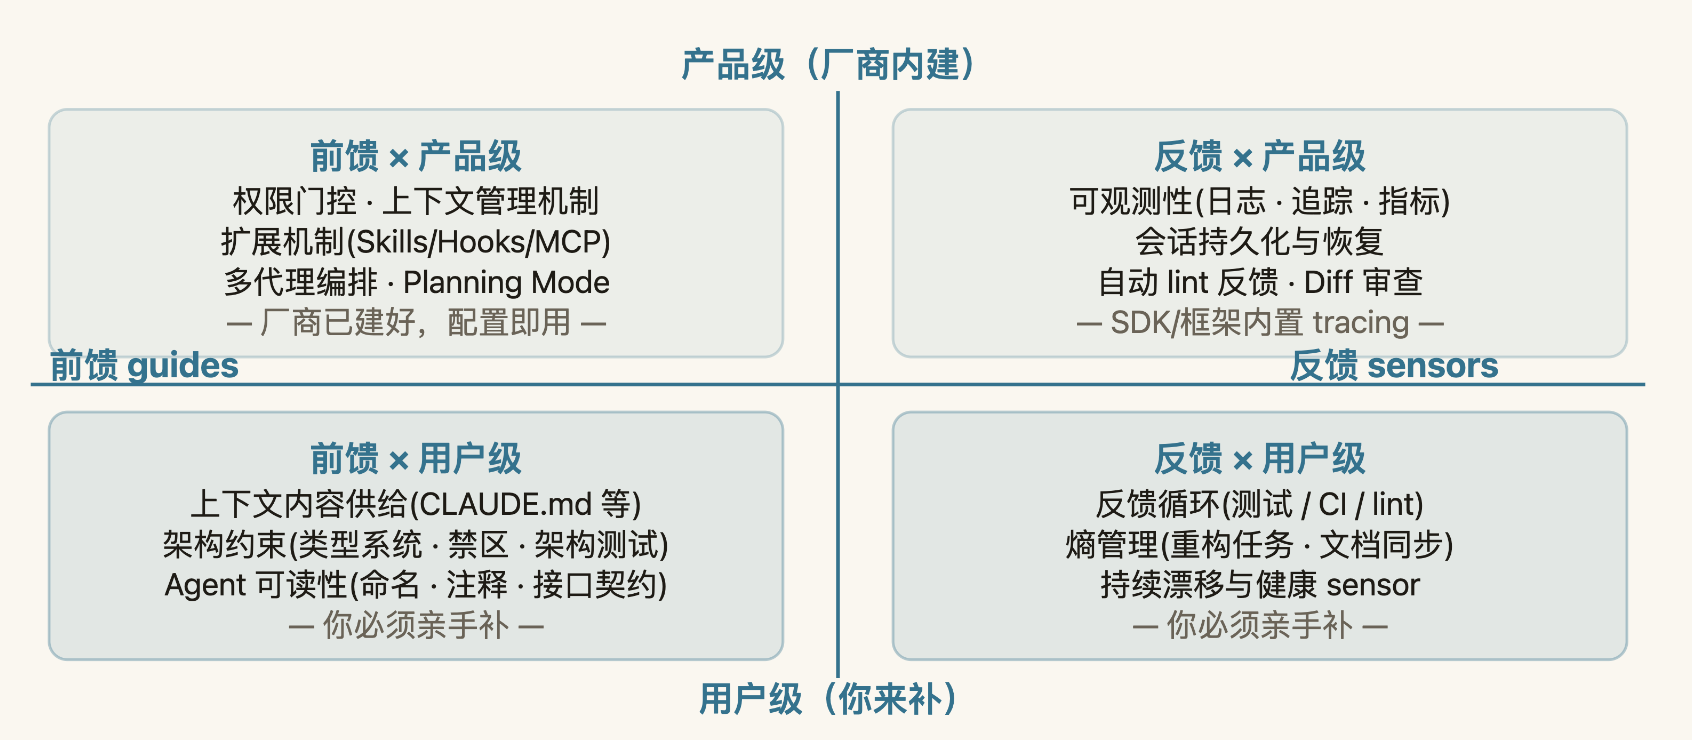 产品级（厂商内建）
前馈 × 产品级
权限门控 · 上下文管理机制
扩展机制(Skills/Hooks/MCP)
多代理编排 · Planning Mode
— 厂商已建好，配置即用 —
反馈 × 产品级
可观测性(日志 · 追踪 · 指标)
会话持久化与恢复
自动 lint 反馈 · Diff 审查
— SDK/框架内置 tracing —
前馈 guides
反馈 sensors
前馈 × 用户级
上下文内容供给(CLAUDE.md 等)
架构约束(类型系统 · 禁区 · 架构测试)
Agent 可读性(命名 · 注释 · 接口契约)
— 你必须亲手补 —
反馈 × 用户级
反馈循环(测试 / CI / lint)
熵管理(重构任务 · 文档同步)
持续漂移与健康 sensor
— 你必须亲手补 —
用户级（你来补）